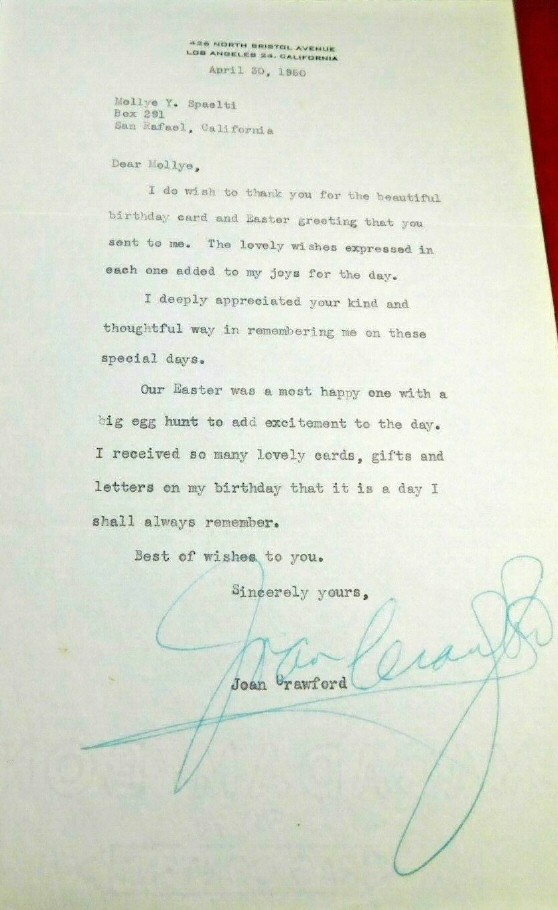 426 NORTH BRISTOL AVENUE
LOS ANGELES 24, CALIFORNIA
April 30, 1950
Mellye Y. Spaelti
Box 291
San Rafael, California
Dear Mellye,
I do wish to thank you for the beautiful
birthday card and Easter greeting that you
sent to me. The lovely wishes expressed in
each one added to my joys for the day.
I deeply appreciated your kind and
thoughtful way in remembering me on these
special days.
Our Easter was a most happy one with a
big egg hunt to add excitement to the day.
I received so many lovely cards, gifts and
letters on my birthday that it is a day I
shall always remember.
Best of wishes to you.
Sincerely yours,
Joan Crawford
Joan Crawford